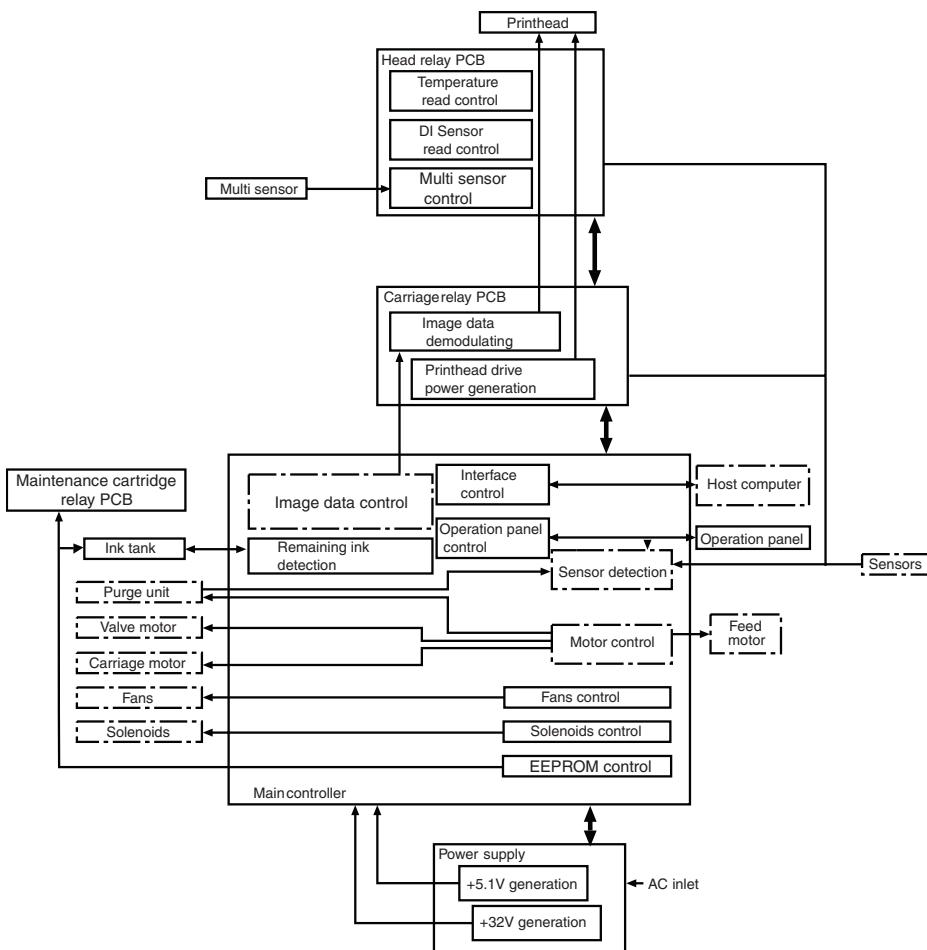 Printhead
Head relay PCB
Temperature
read control
DI Sensor
read control
Multi sensor
Multi sensor
control
Carriage relay PCB
Image data
demodulating
Printhead drive
power generation
Maintenance cartridge
relay PCB
Image data control
Interface
control
Host computer
Ink tank
Remaining ink
detection
Operation panel
control
Operation panel
Purge unit
Sensor detection
Sensors
Valve motor
Motor control
Feed
motor
Carriage motor
Fans
Fans control
Solenoids
Solenoids control
EEPROM control
Main controller
Power supply
+5.1V generation
AC inlet
+32V generation